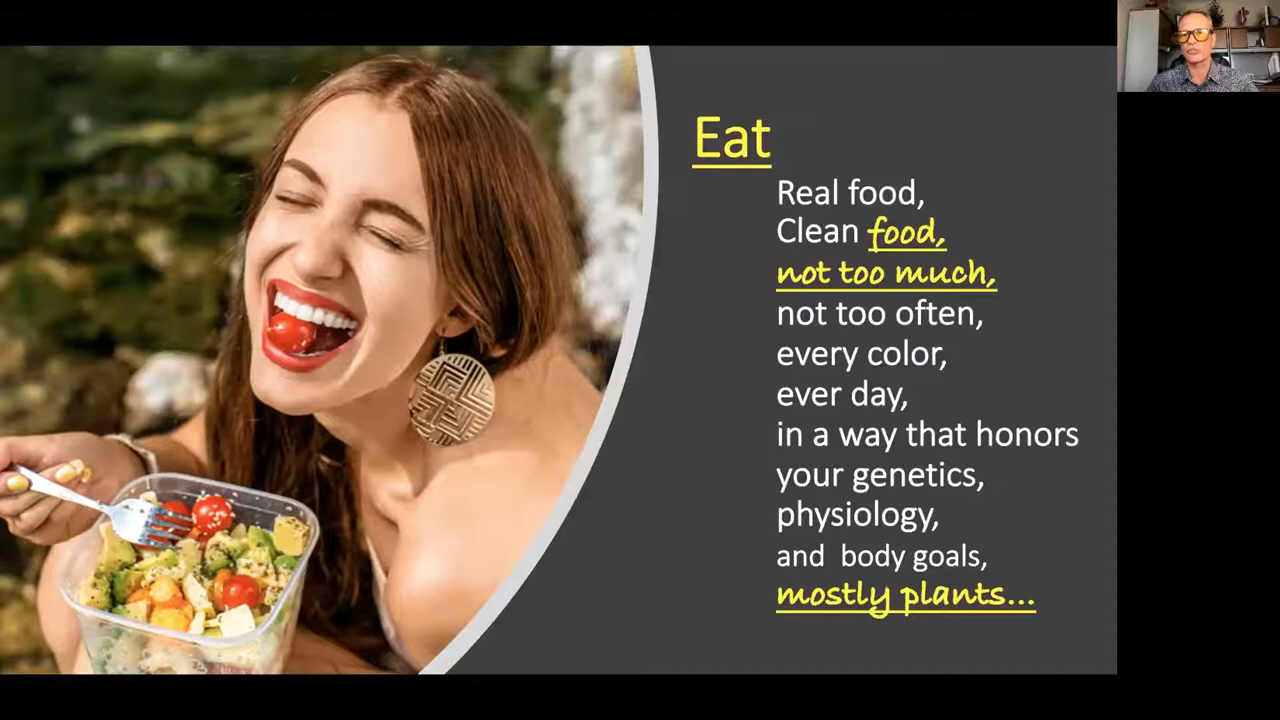 Eat
Real food,
Clean food,
not too much,
not too often,
every color,
ever day,
in a way that honors
your genetics,
physiology,
and body goals,
mostly plants...